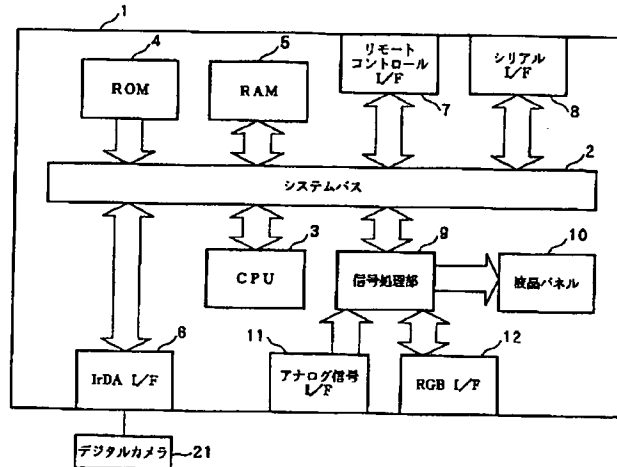 1
4
ROM
5
RAM
リモート
コントロール
I/F
7
シリアル
I/F
8
2
システムバス
3
CPU
9
信号処理部
10
液晶パネル
6
IrDA I/F
11
アナログ信号
I/F
12
RGB I/F
デジタルカメラ
21